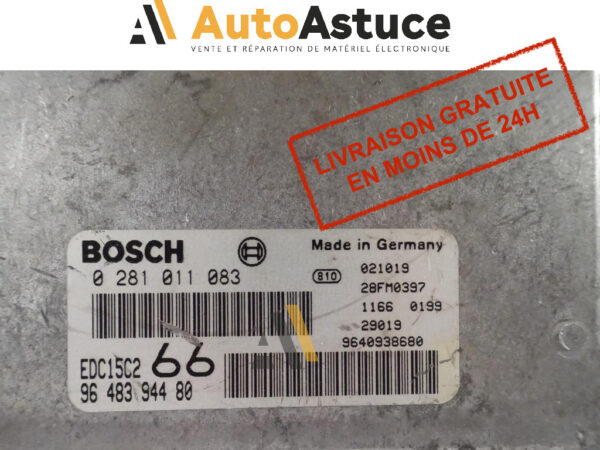 AutoAstuce
VENTE ET RÉPARATION DE MATÉRIEL ÉLECTRONIQUE
LIVRAISON GRATUITE
EN MOINS DE 24H
BOSCH
Made in Germany
0 281 011 083
810
021019
28FM0397
1166 0199
29019
9640938680
EDC15C2 66
96 483 944 80